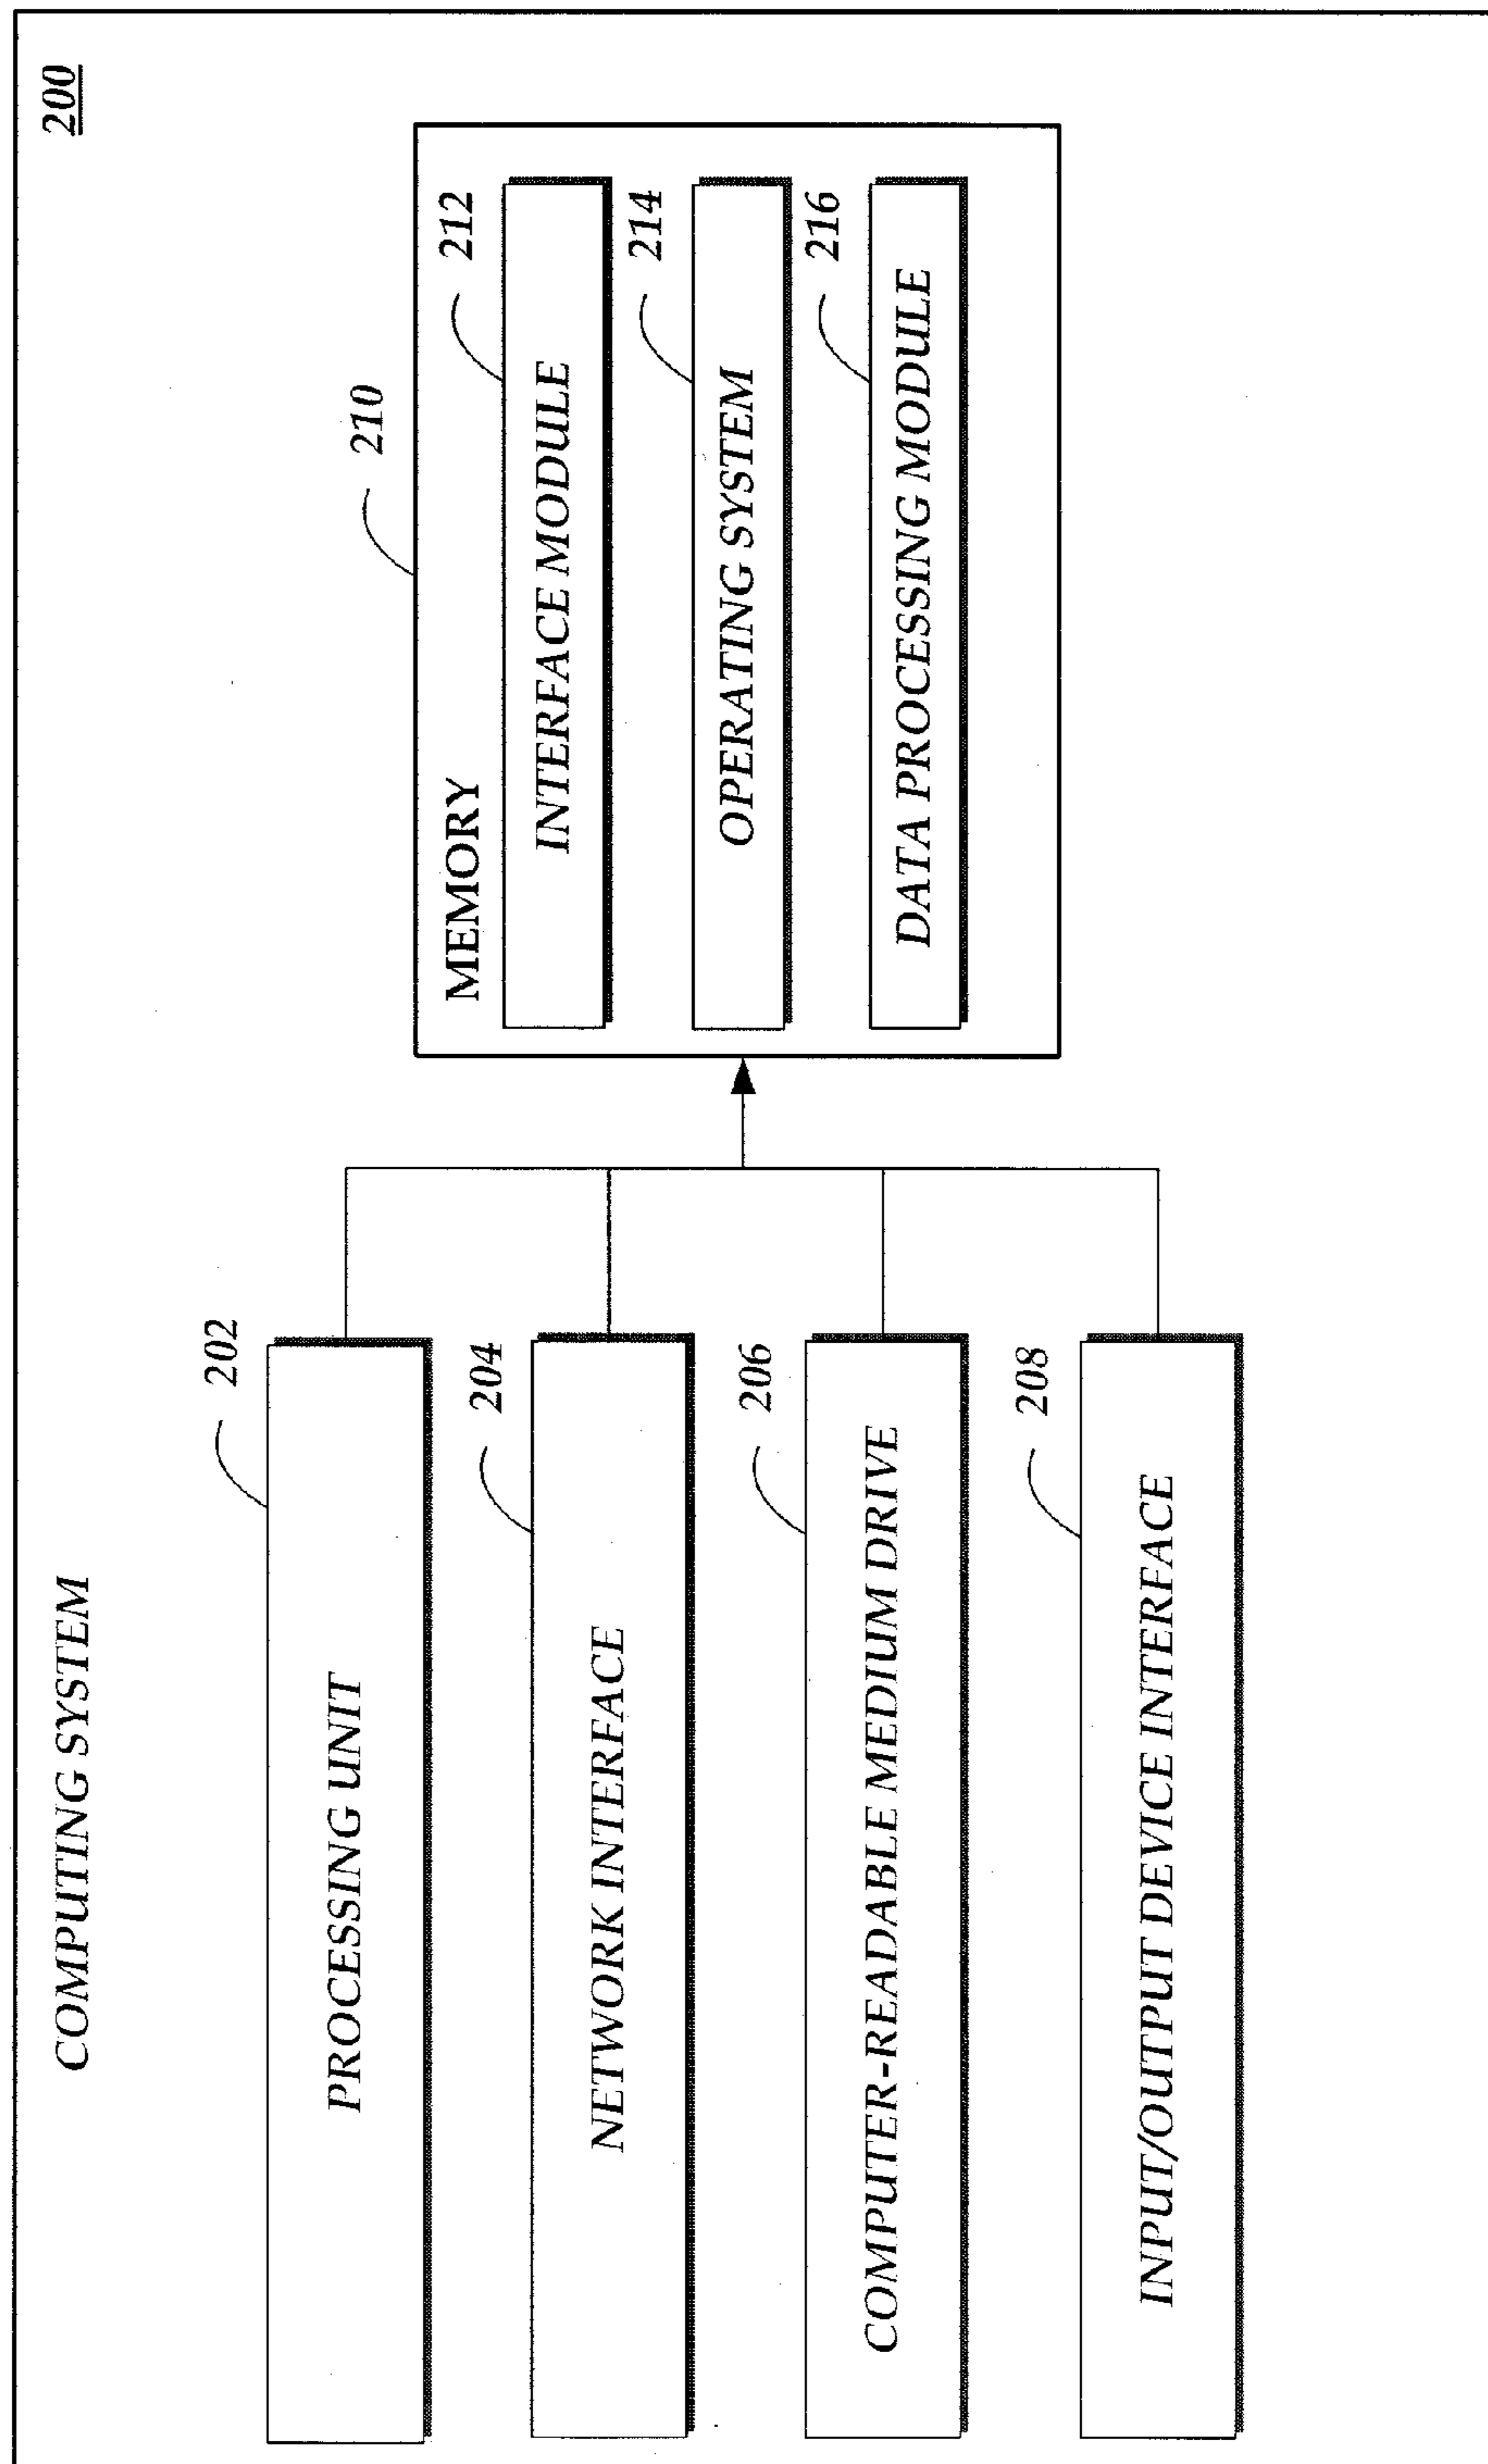 COMPUTING SYSTEM
200
202
PROCESSING UNIT
204
NETWORK INTERFACE
206
COMPUTER-READABLE MEDIUM DRIVE
208
INPUT/OUTPUT DEVICE INTERFACE
210
MEMORY
212
INTERFACE MODULE
214
OPERATING SYSTEM
216
DATA PROCESSING MODULE